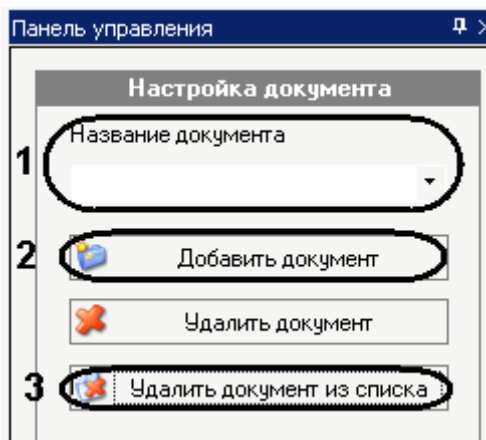 Панель управления
Настройка документа
1
Название документа
2
Добавить документ
Удалить документ
3
Удалить документ из списка